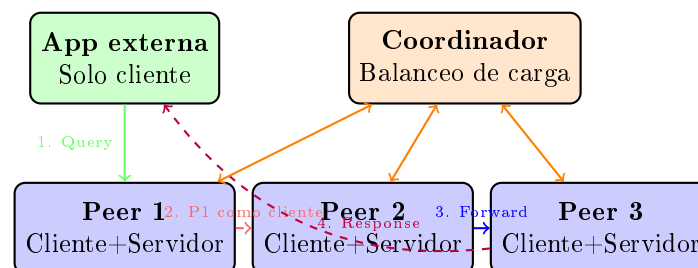 App externa
Solo cliente
Coordinador
Balanceo de carga
1. Query
Peer 1
Cliente+Servidor
2. P1 como cliente
Peer 2
Cliente+Servidor
4. Response
3. Forward
Peer 3
Cliente+Servidor